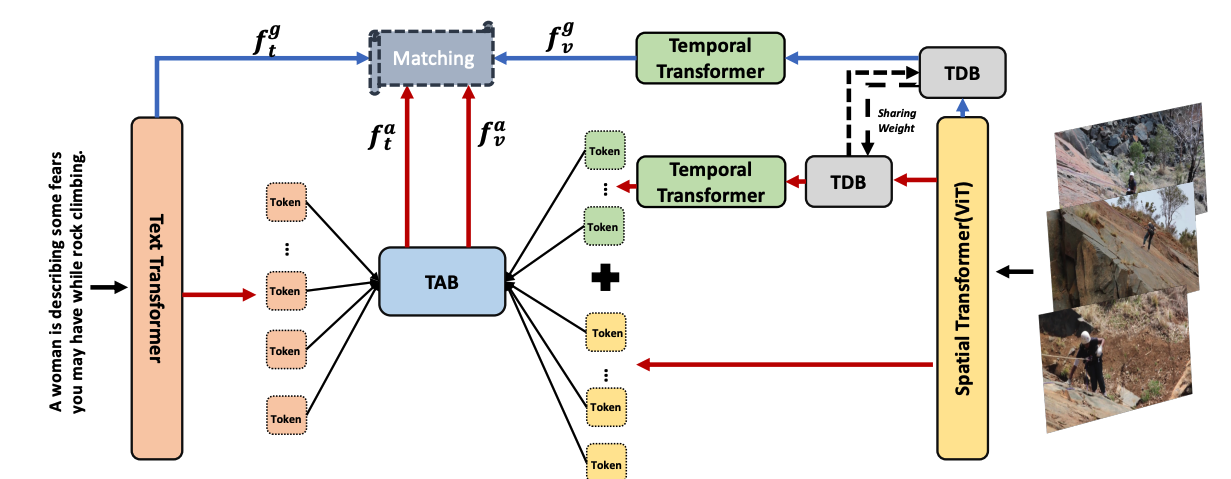 A woman is describing some fears
you may have while rock climbing.
Text Transformer
f_t^g
Matching
f_v^g
Temporal
Transformer
TDB
Sharing
Weight
f_t^a
f_v^a
Token
Token
Token
Token
TAB
Token
Token
Token
Token
Token
Temporal
Transformer
TDB
Spatial Transformer(ViT)